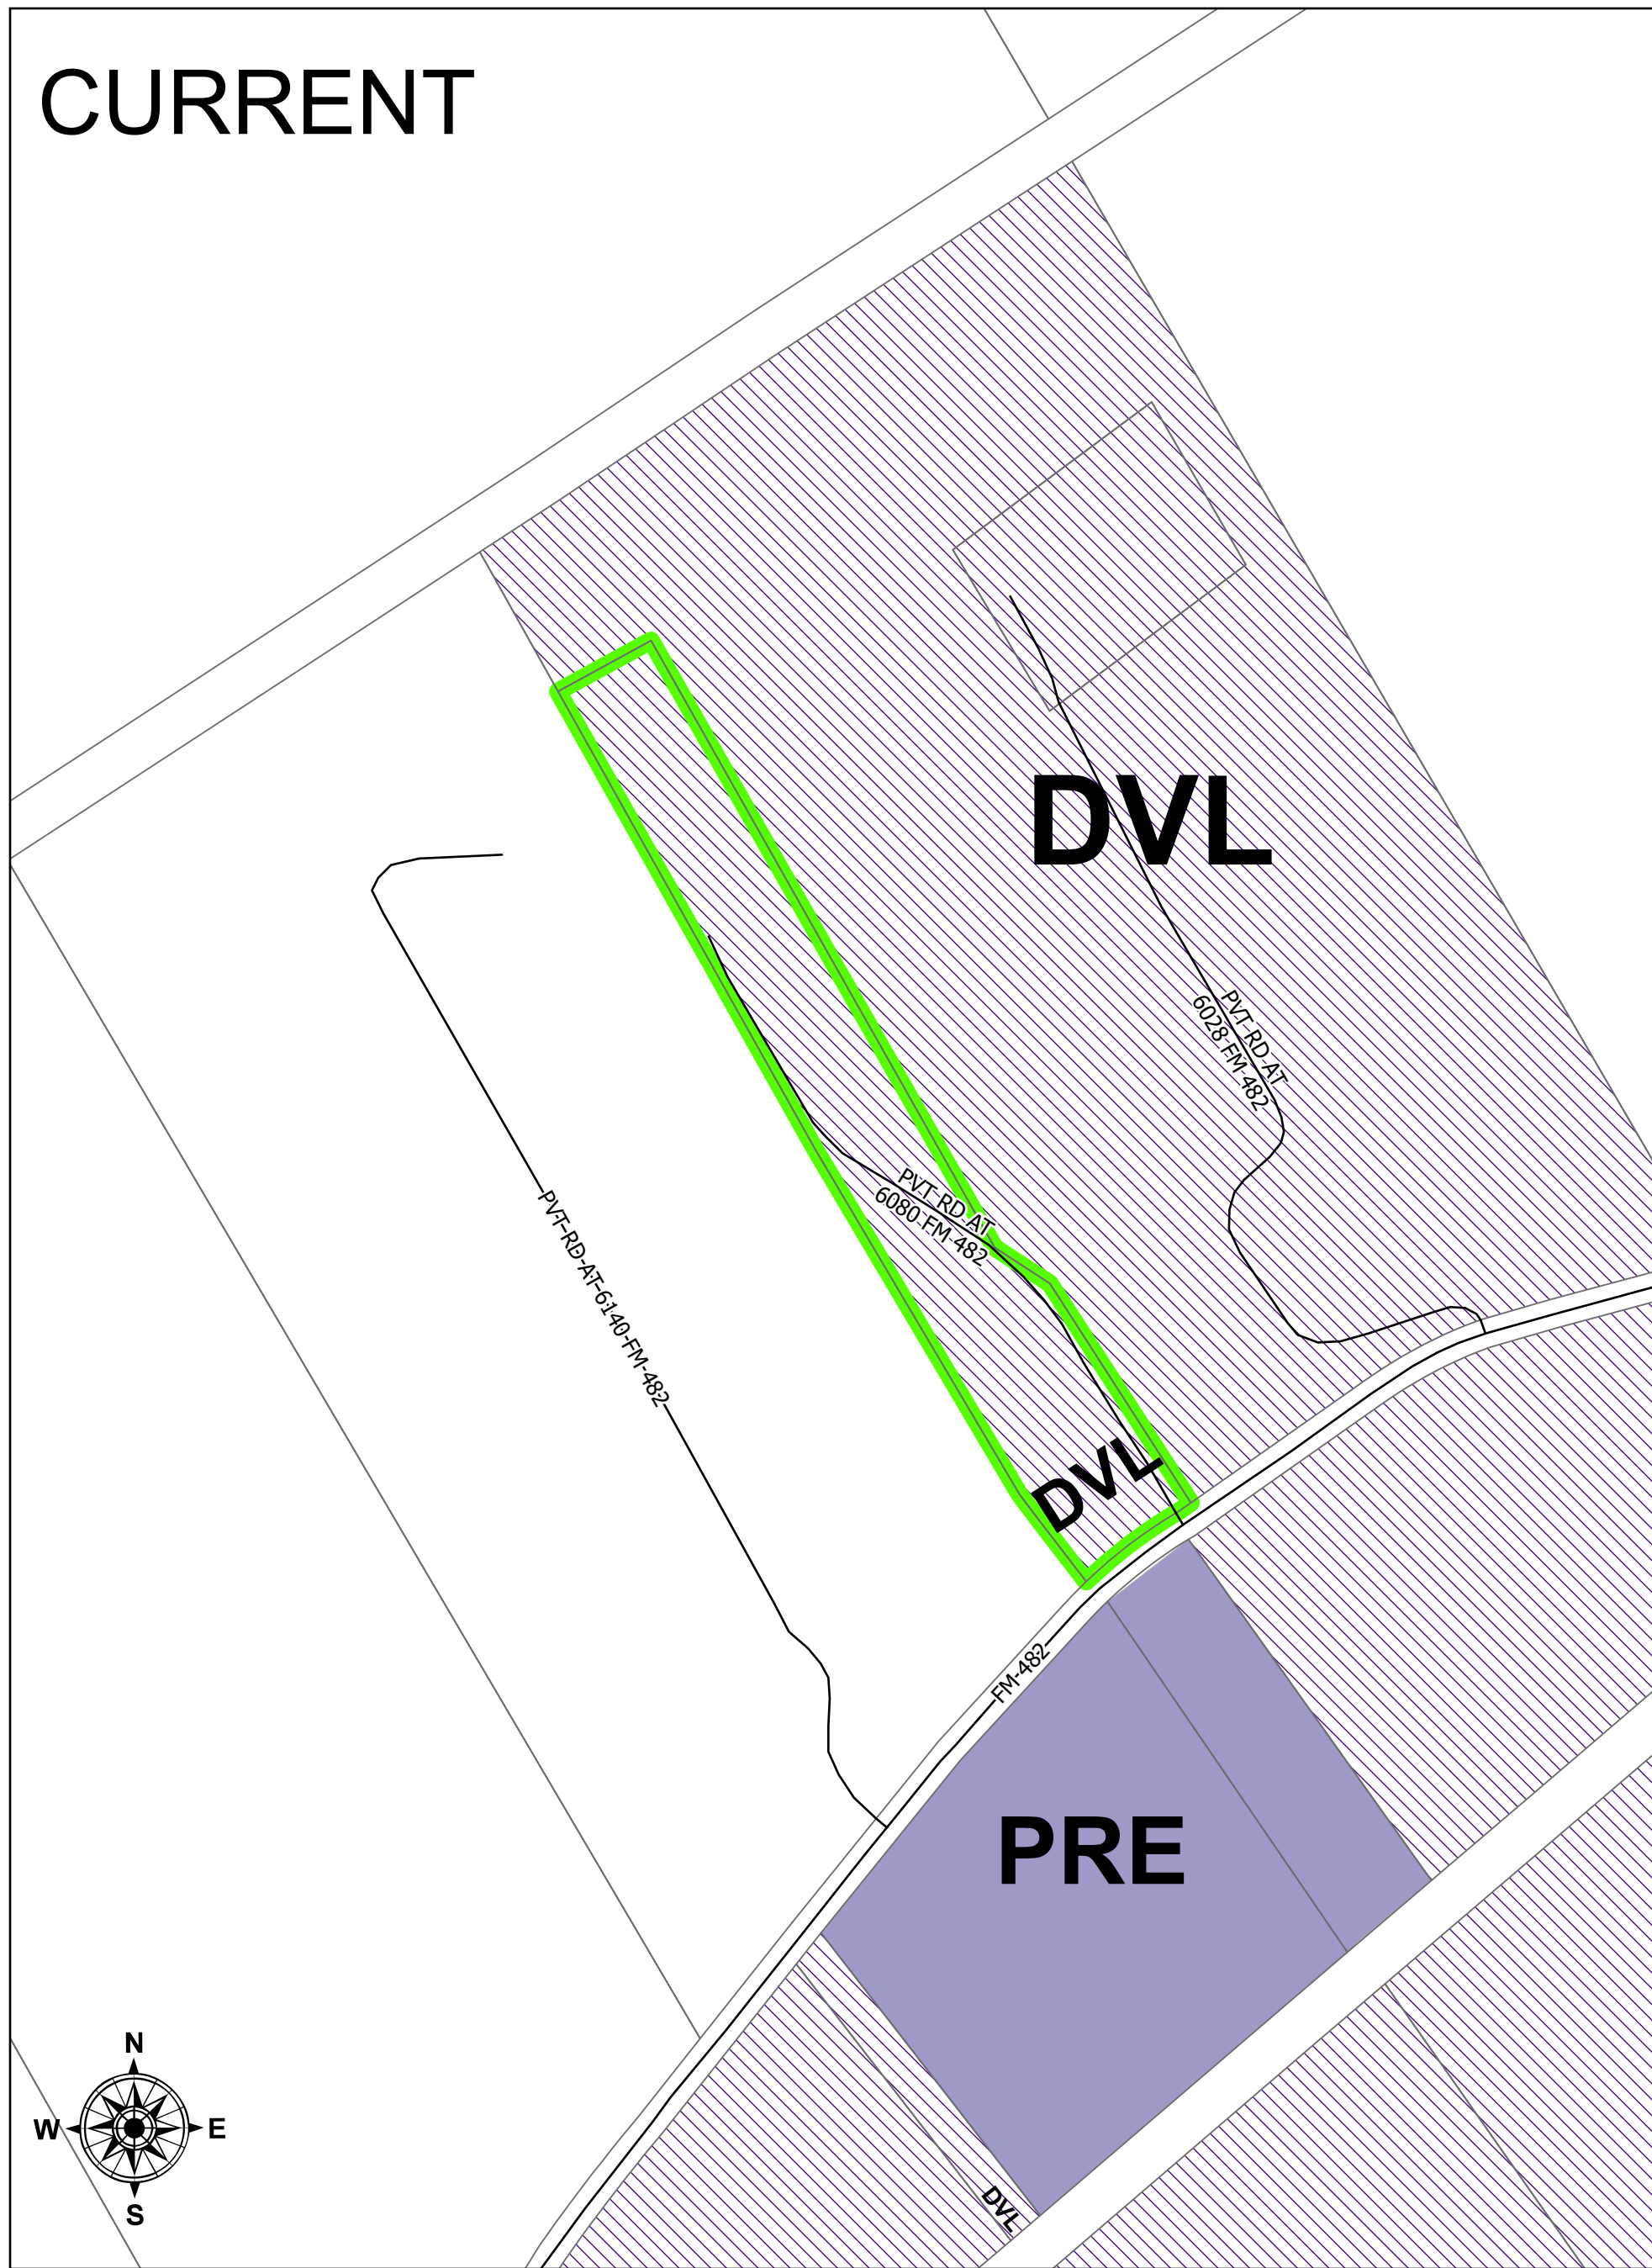 CURRENT
DVL
PVT RD AT
6028 FM 482
PVT RD AT
6080 FM 482
PVT-RD-AT-6140-FM-482
DVL
FM-482
PRE
DVL
N
W
E
S